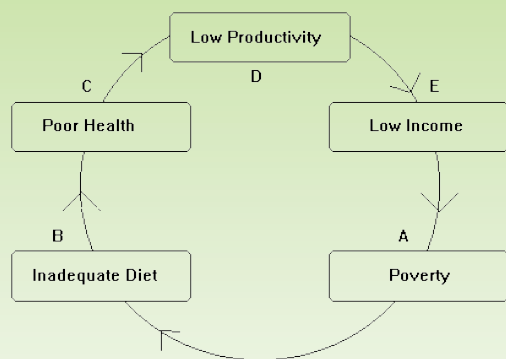 Low Productivity
D
C
E
Poor Health
Low Income
B
A
Inadequate Diet
Poverty